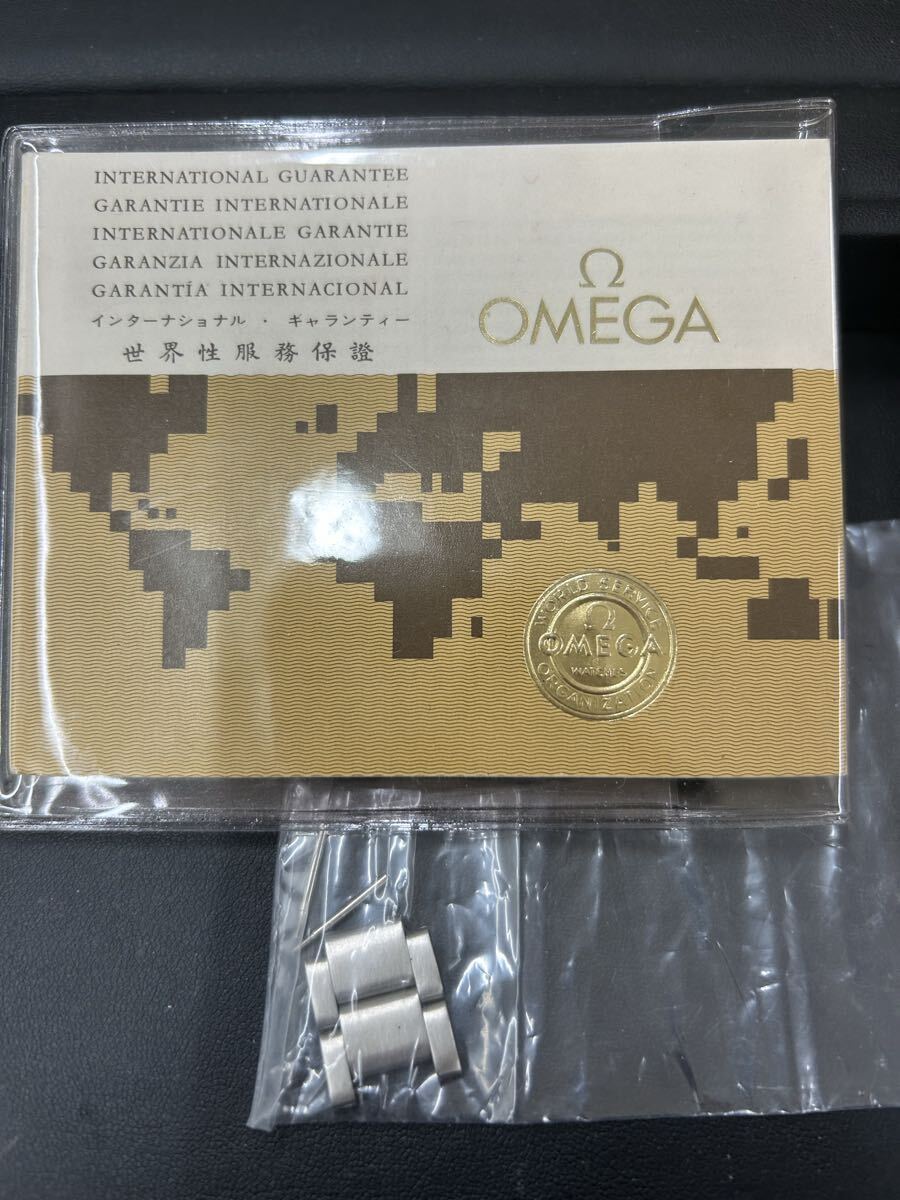 INTERNATIONAL GUARANTEE
GARANTIE INTERNATIONALE
INTERNATIONALE GARANTIE
GARANZIA INTERNAZIONALE
GARANTÍA INTERNACIONAL
インターナショナル・ギャランティー
世界性服務保證
Ω
OMEGA
WORLD SERVICE
Ω
OMEGA
WATCHES
ORGANIZATION